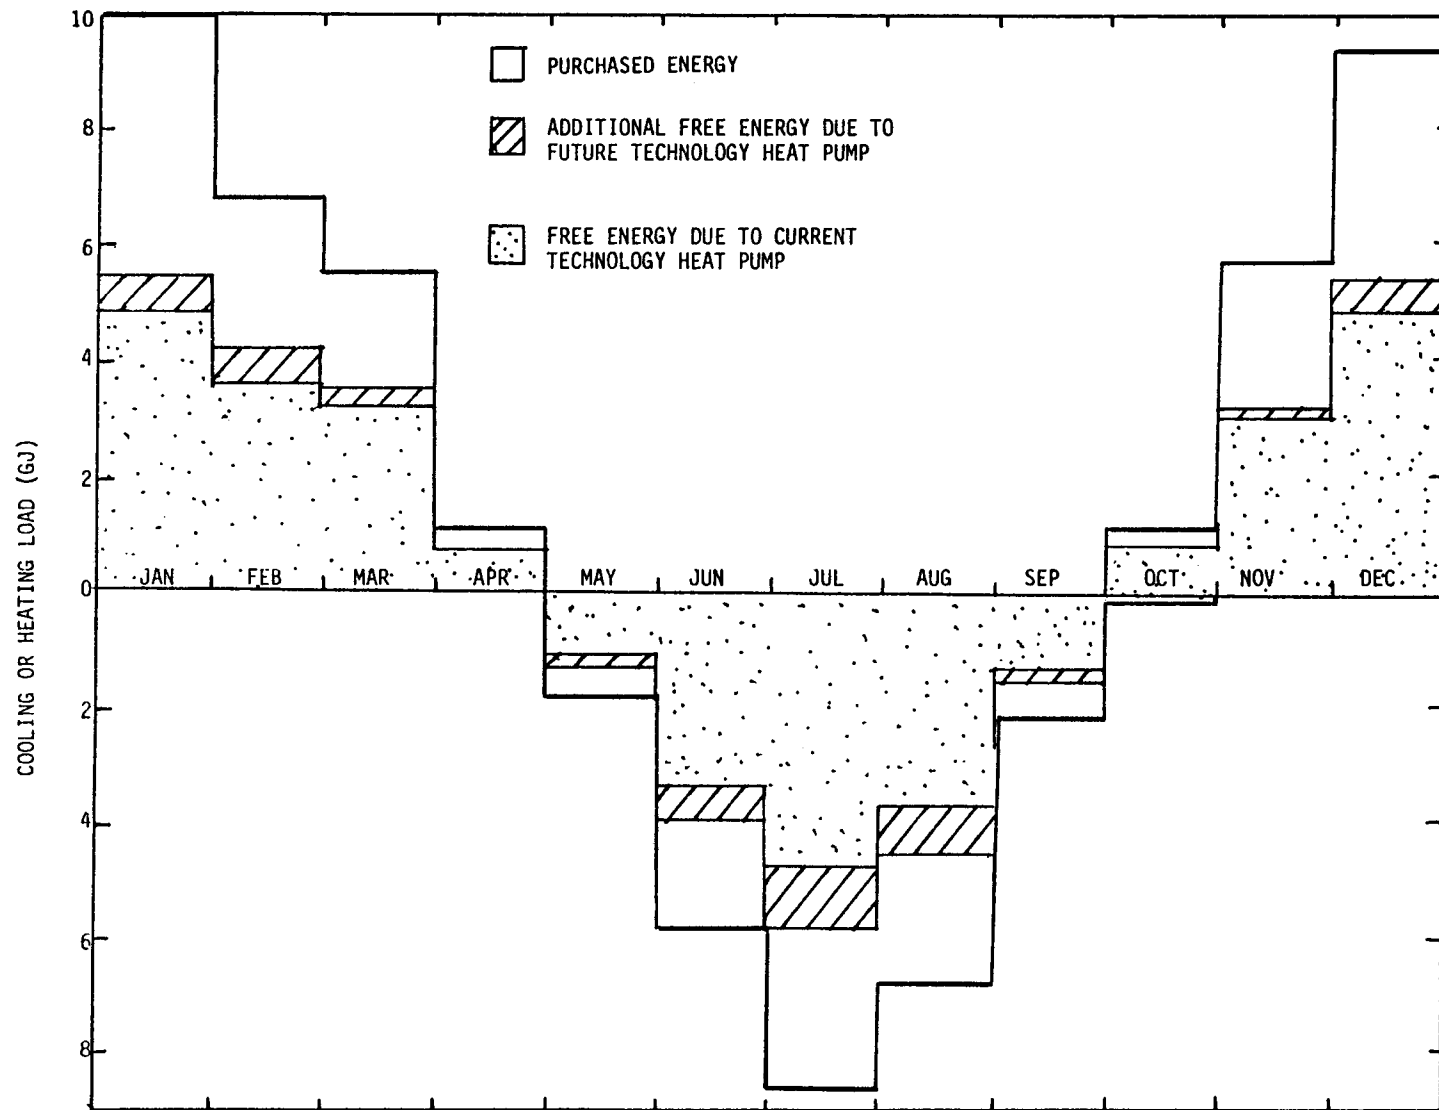 10
PURCHASED ENERGY
8
ADDITIONAL FREE ENERGY DUE TO
FUTURE TECHNOLOGY HEAT PUMP
6
FREE ENERGY DUE TO CURRENT
TECHNOLOGY HEAT PUMP
4
2
0
JAN FEB MAR APR MAY JUN JUL AUG SEP OCT NOV DEC
2
4
6
8
COOLING OR HEATING LOAD (GJ)